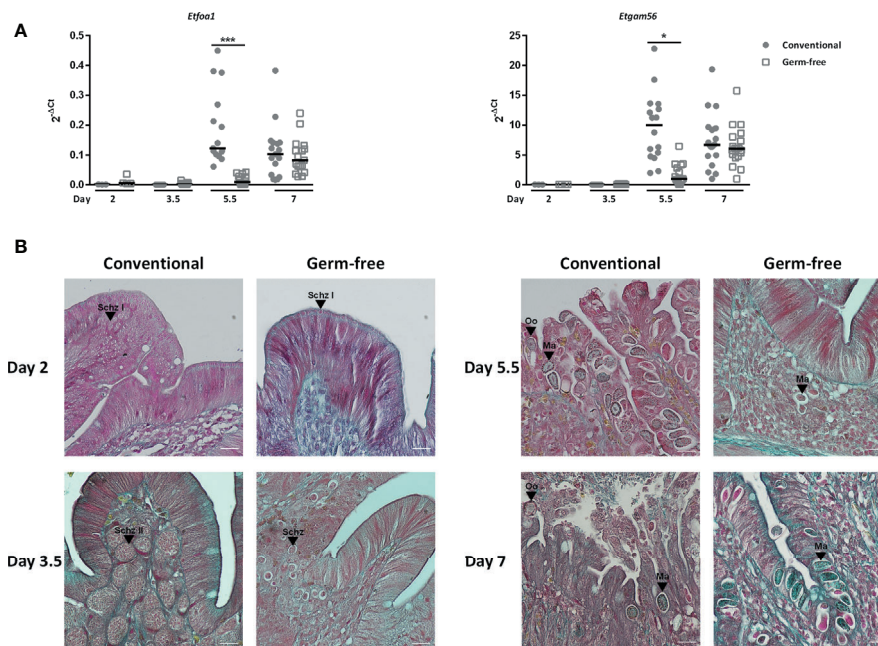 A
Etfoa1
Etgam56
0.5
0.4
0.3
0.2
0.1
0.0
2^-ΔCt
***
Day 2 3.5 5.5 7
25
20
15
10
5
0
2^-ΔCt
*
Day 2 3.5 5.5 7
Conventional
Germ-free
B
Conventional Germ-free
Day 2
Schz I
Schz I
Day 3.5
Schz II
Schz
Conventional Germ-free
Day 5.5
Oo
Ma
Ma
Day 7
Oo
Ma
Ma